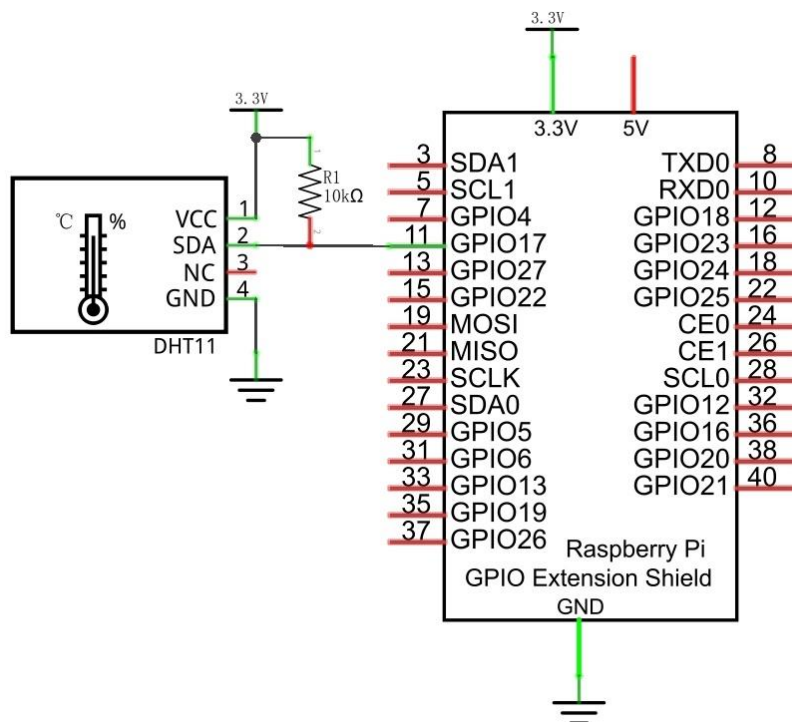 3.3V
3.3V
5V
3.3V
R1
10kΩ
1
2
℃ %
VCC 1
SDA 2
NC 3
GND 4
DHT11
3 SDA1 TXD0 8
5 SCL1 RXD0 10
7 GPIO4 GPIO18 12
11 GPIO17 GPIO23 16
13 GPIO27 GPIO24 18
15 GPIO22 GPIO25 22
19 MOSI CE0 24
21 MISO CE1 26
23 SCLK SCL0 28
27 SDA0 GPIO12 32
29 GPIO5 GPIO16 36
31 GPIO6 GPIO20 38
33 GPIO13 GPIO21 40
35 GPIO19
37 GPIO26
Raspberry Pi
GPIO Extension Shield
GND